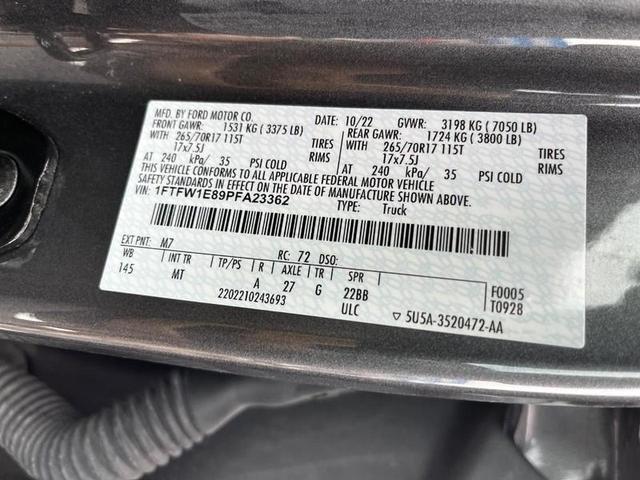 MFD. BY FORD MOTOR CO. 10/22 GVWR: 3198 KG ( 7050 LB)
FRONT GAWR: 1531 KG ( 3375 LB) REAR GAWR: 1724 KG ( 3800 LB)
WITH 265/70R17 115T TIRES WITH 265/70R17 115T TIRES
17x7.5J RIMS 17x7.5J RIMS
AT 240 kPa/ 35 PSI COLD AT 240 kPa/ 35 PSI COLD
THIS VEHICLE CONFORMS TO ALL APPLICABLE FEDERAL MOTOR VEHICLE
SAFETY STANDARDS IN EFFECT ON THE DATE OF MANUFACTURE SHOWN ABOVE.
VIN: 1FTFW1E89PFA23362 TYPE: Truck
EXT PNT: M7 RC: 72 DSO:
WB INT TR TP/PS R AXLE TR SPR F0005
145 MT A 27 G 22BB T0928
2202210243693 ULC ▽ 5U5A-3520472-AA